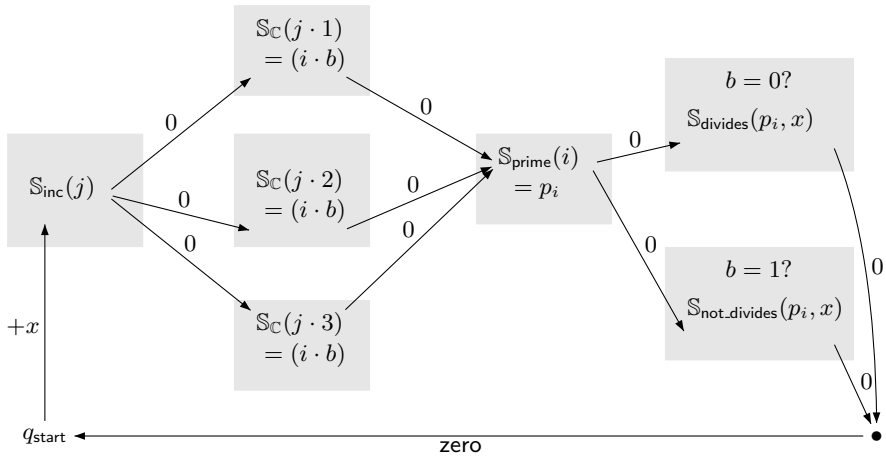 𝕊_ℂ(j · 1)
= (i · b)
b = 0?
𝕊_divides(p_i, x)
0
0
0
0
𝕊_inc(j)
𝕊_ℂ(j · 2)
= (i · b)
𝕊_prime(i)
= p_i
0
0
0
0
0
0
b = 1?
𝕊_not_divides(p_i, x)
𝕊_ℂ(j · 3)
= (i · b)
+x
0
q_start
zero